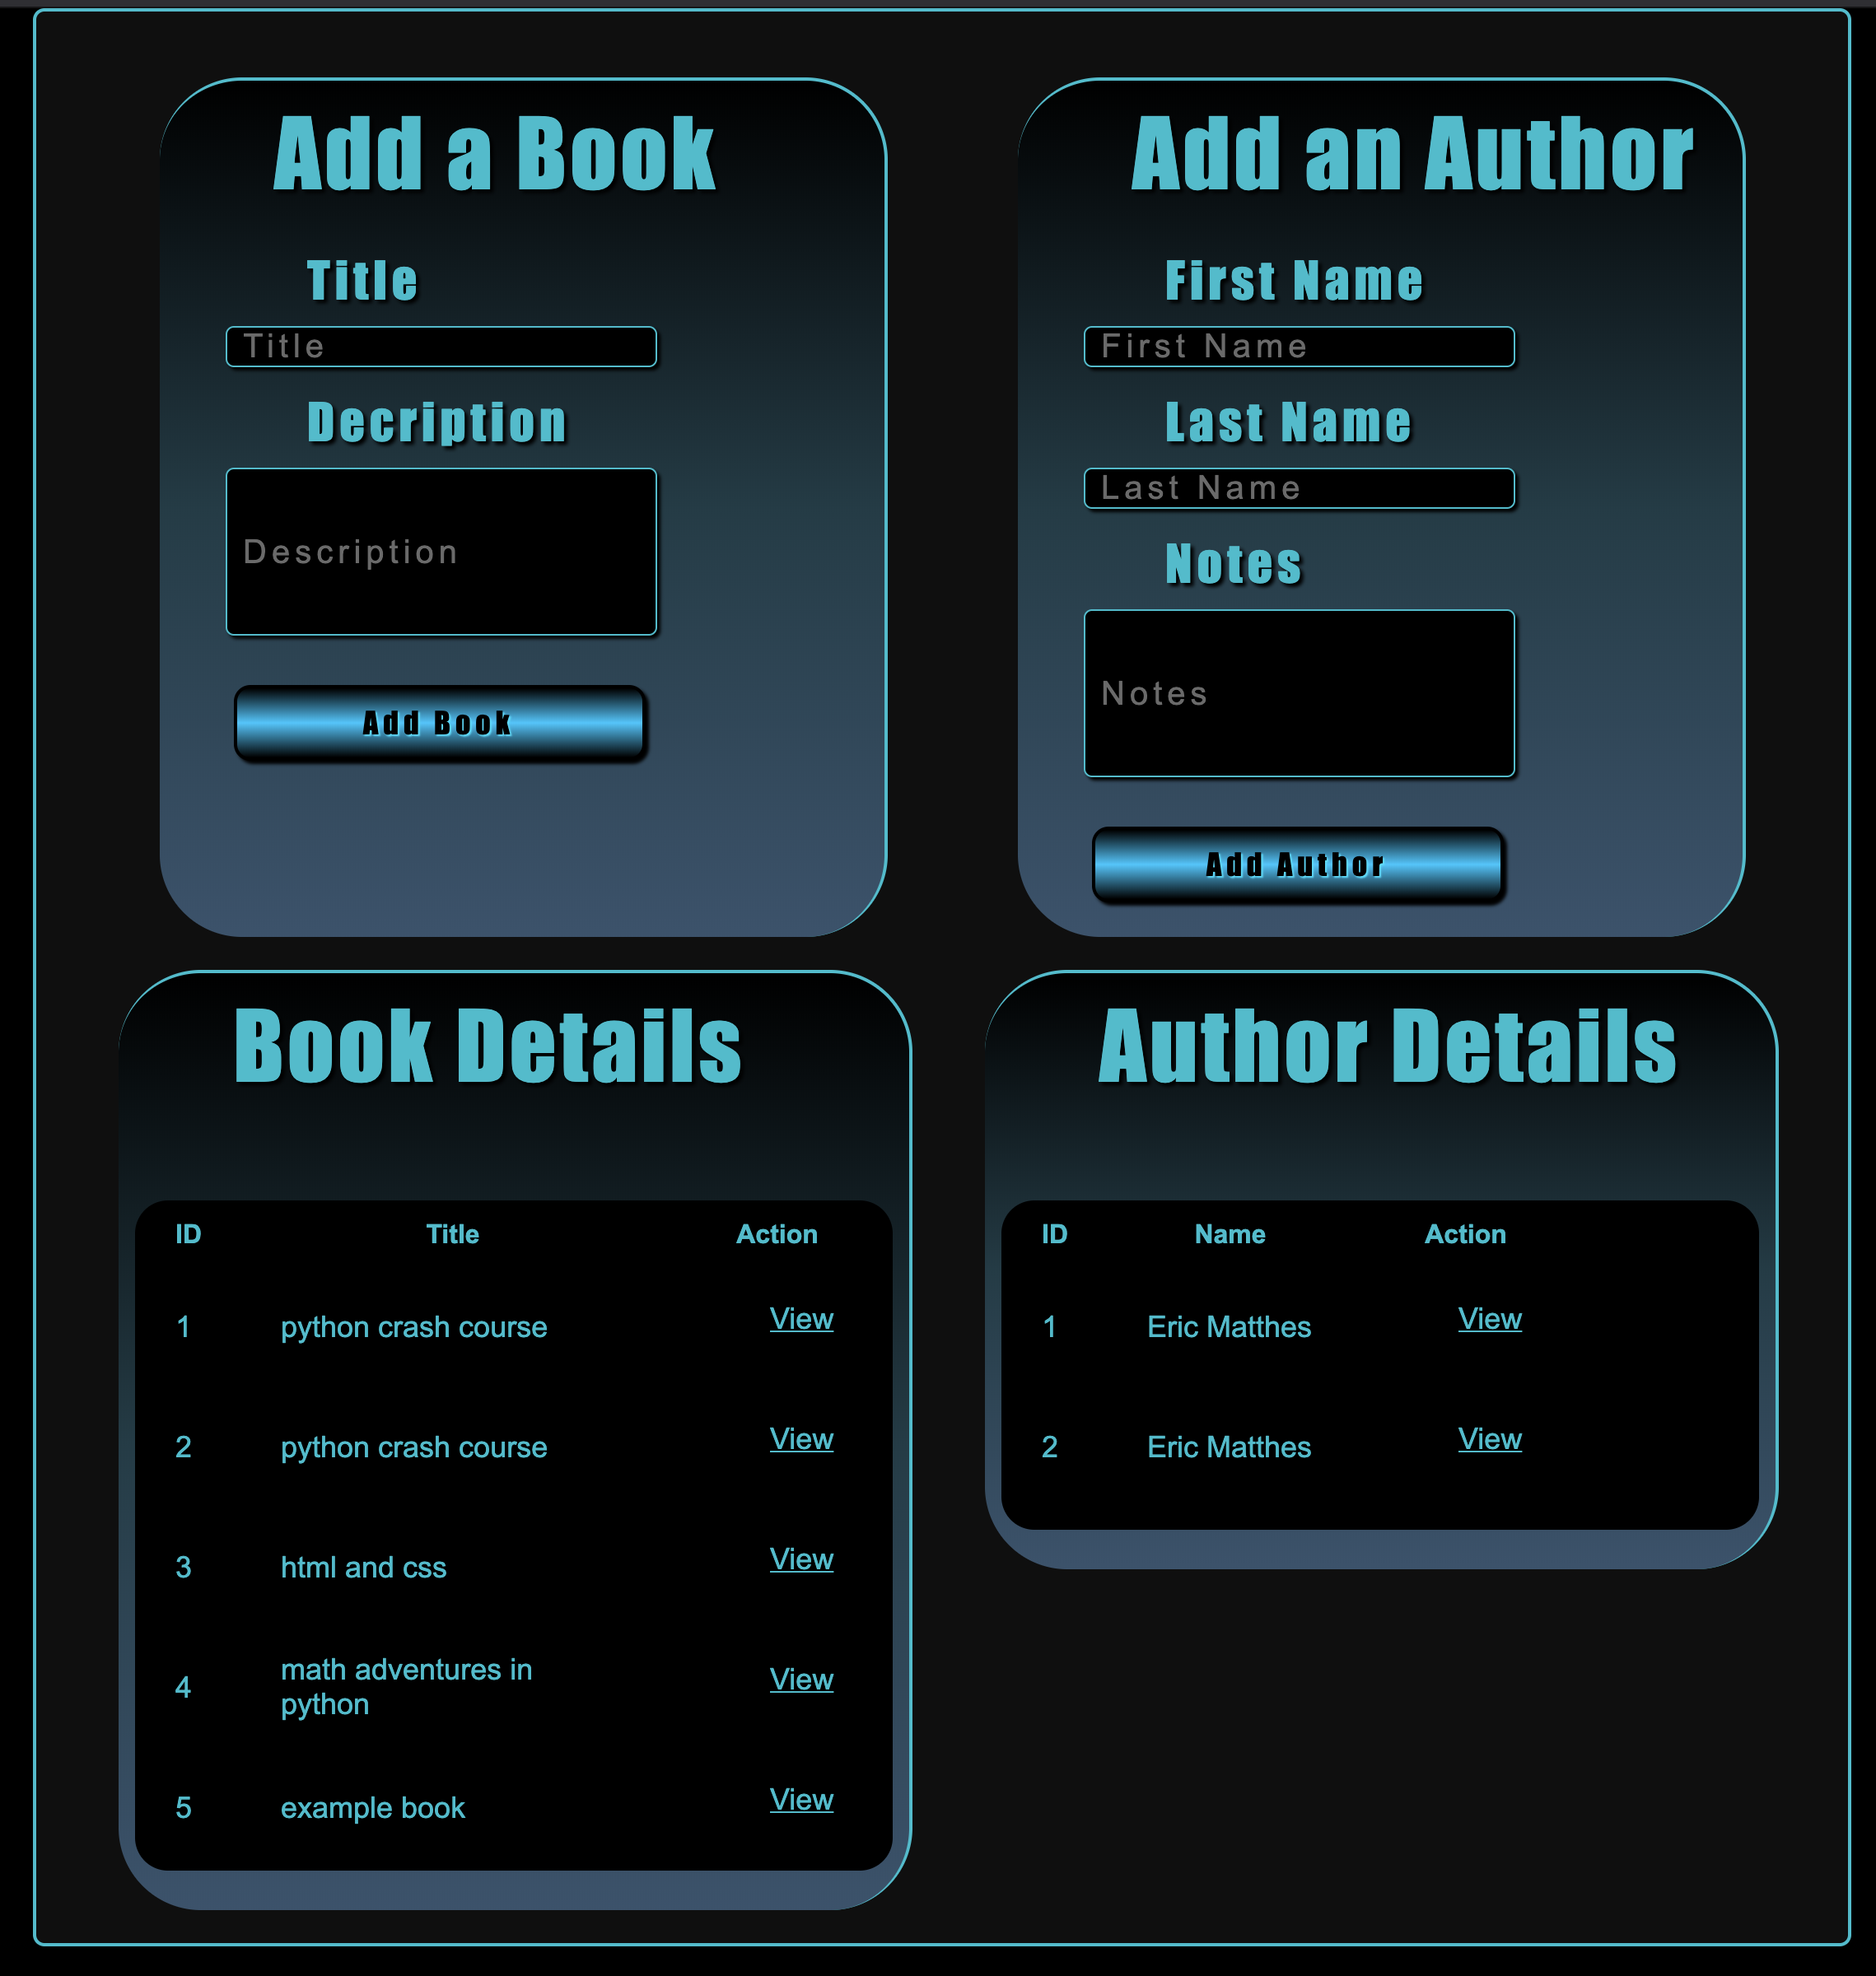 Add a Book
Title
Title
Decription
Description
Add Book
Add an Author
First Name
First Name
Last Name
Last Name
Notes
Notes
Add Author
Book Details
ID Title Action
1 python crash course View
2 python crash course View
3 html and css View
4 math adventures in python View
5 example book View
Author Details
ID Name Action
1 Eric Matthes View
2 Eric Matthes View